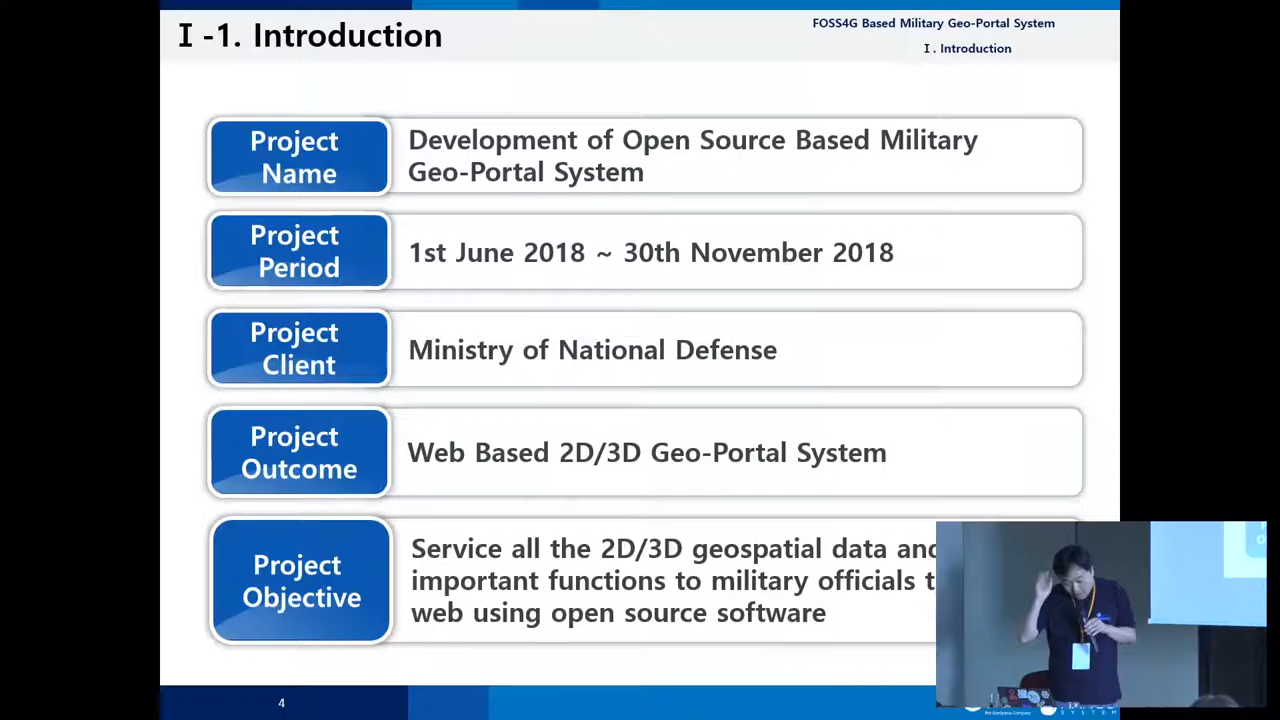 Ⅰ-1. Introduction
FOSS4G Based Military Geo-Portal System
Ⅰ. Introduction
Project
Name
Development of Open Source Based Military
Geo-Portal System
Project
Period
1st June 2018 ~ 30th November 2018
Project
Client
Ministry of National Defense
Project
Outcome
Web Based 2D/3D Geo-Portal System
Project
Objective
Service all the 2D/3D geospatial data and
important functions to military officials
web using open source software
4